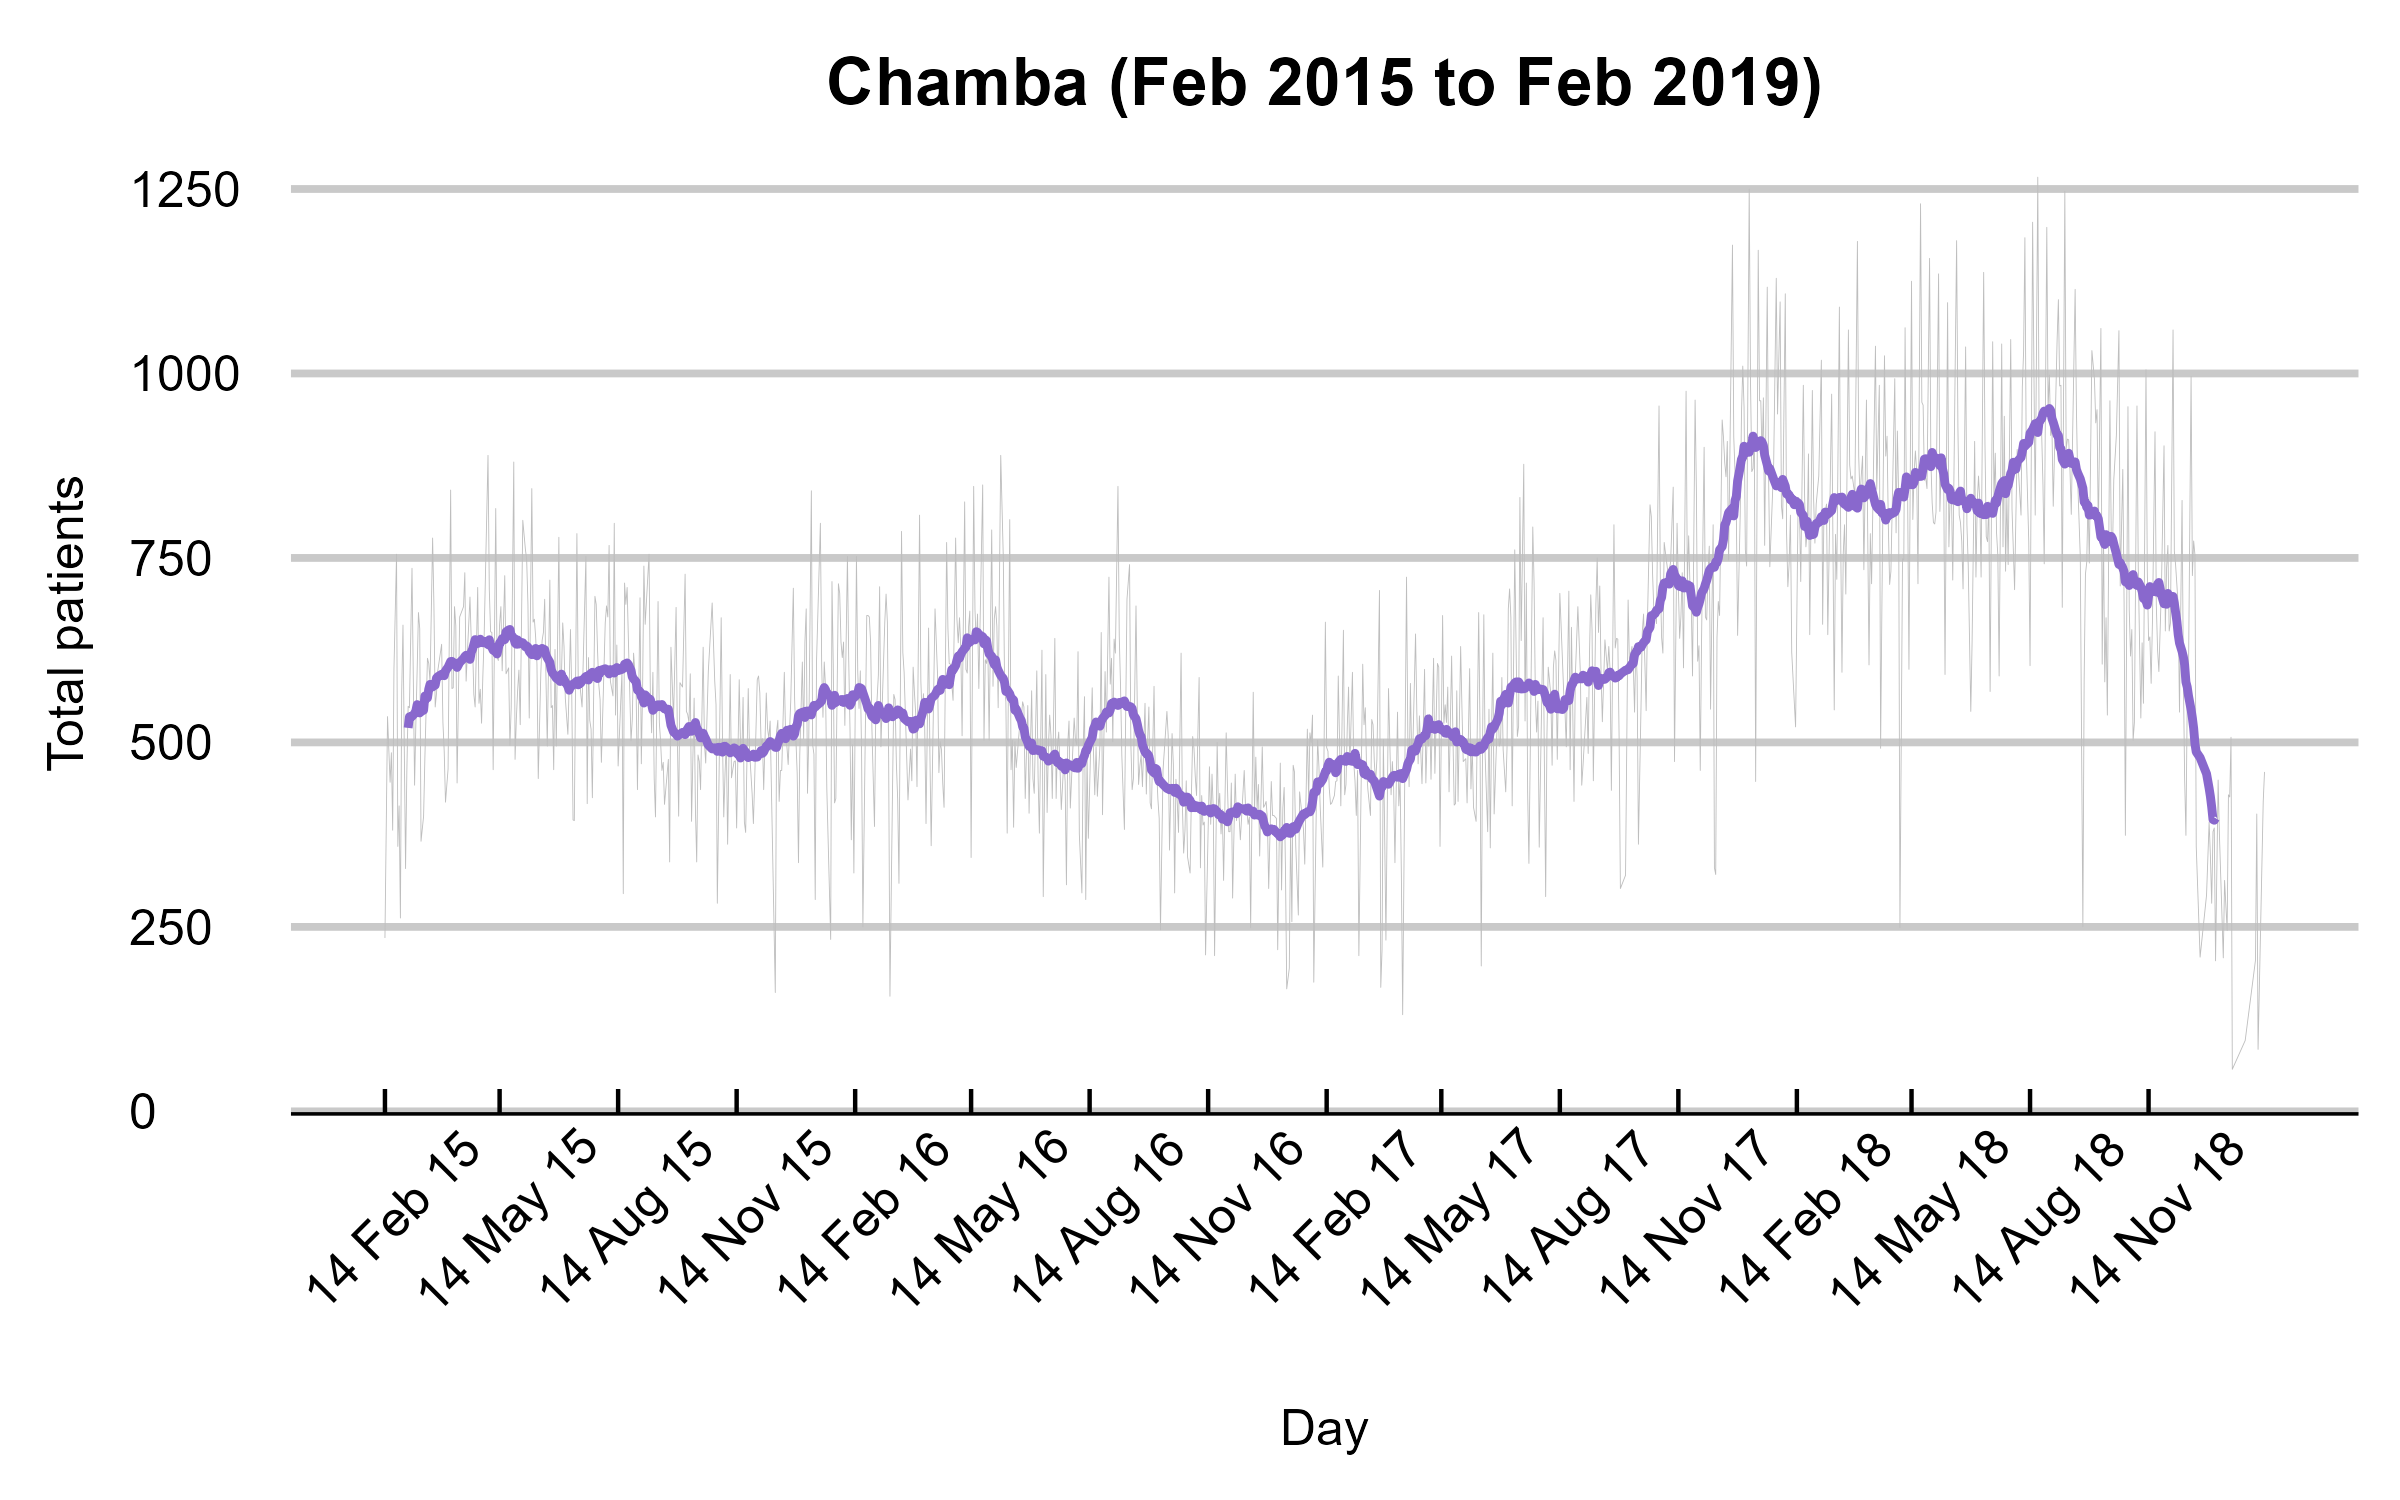 Chamba (Feb 2015 to Feb 2019)
Total patients
1250
1000
750
500
250
0
14 Feb 15
14 May 15
14 Aug 15
14 Nov 15
14 Feb 16
14 May 16
14 Aug 16
14 Nov 16
14 Feb 17
14 May 17
14 Aug 17
14 Nov 17
14 Feb 18
14 May 18
14 Aug 18
14 Nov 18
Day